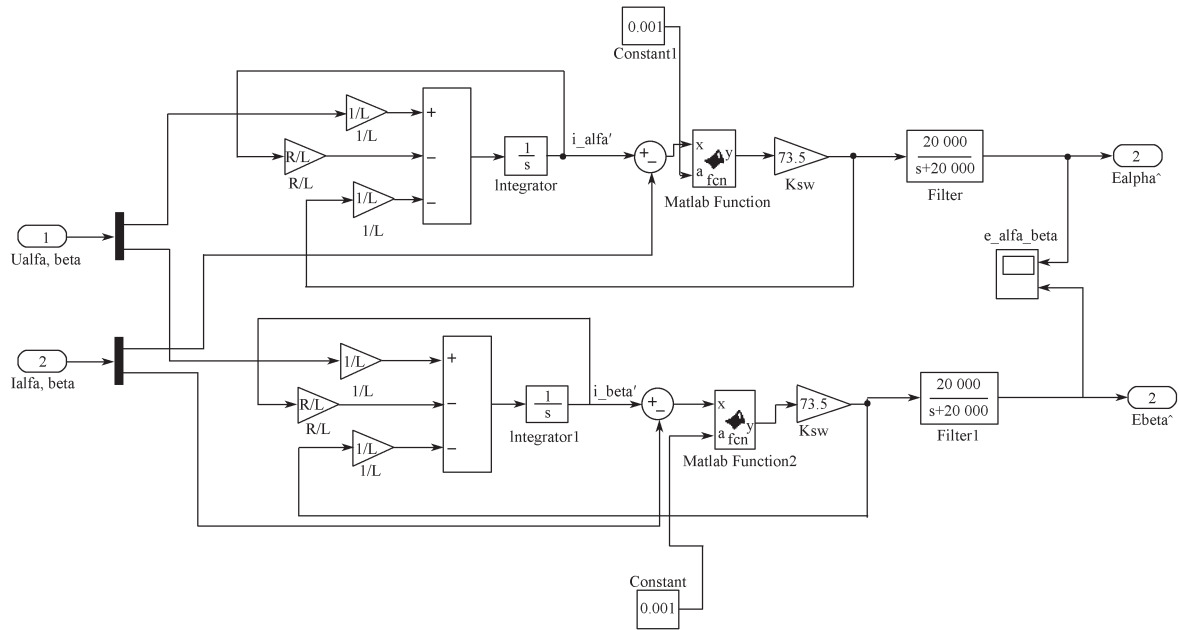 0.001
Constant1
1/L
1/L
+
−
−
R/L
R/L
1/L
1/L
1
s
Integrator
i_alfa′
+
−
x
y
a
fcn
Matlab Function
73.5
Ksw
20 000
s+20 000
Filter
2
Ealpha^
1
Ualfa, beta
e_alfa_beta
2
Ialfa, beta
1/L
1/L
+
−
−
R/L
R/L
1/L
1/L
1
s
Integrator1
i_beta′
+
−
x
y
a
fcn
Matlab Function2
73.5
Ksw
20 000
s+20 000
Filter1
2
Ebeta^
Constant
0.001